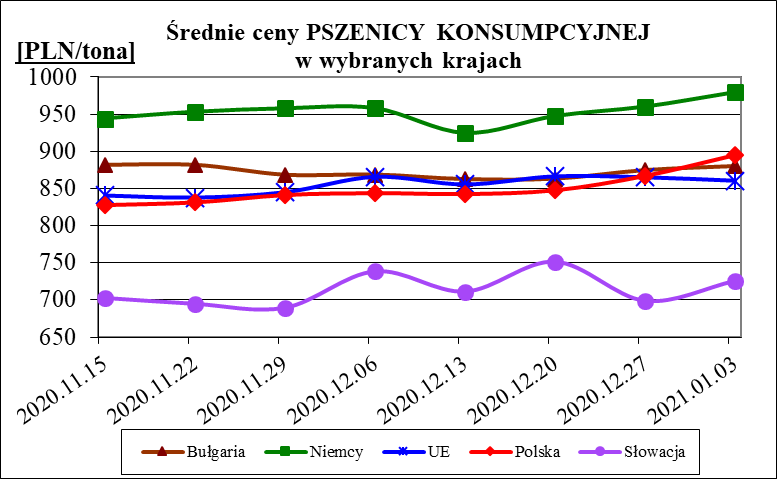 Średnie ceny PSZENICY KONSUMPCYJNEJ
w wybranych krajach
[PLN/tona]
1000
950
900
850
800
750
700
650
2020.11.15 2020.11.22 2020.11.29 2020.12.06 2020.12.13 2020.12.20 2020.12.27 2021.01.03
Bułgaria Niemcy UE Polska Słowacja